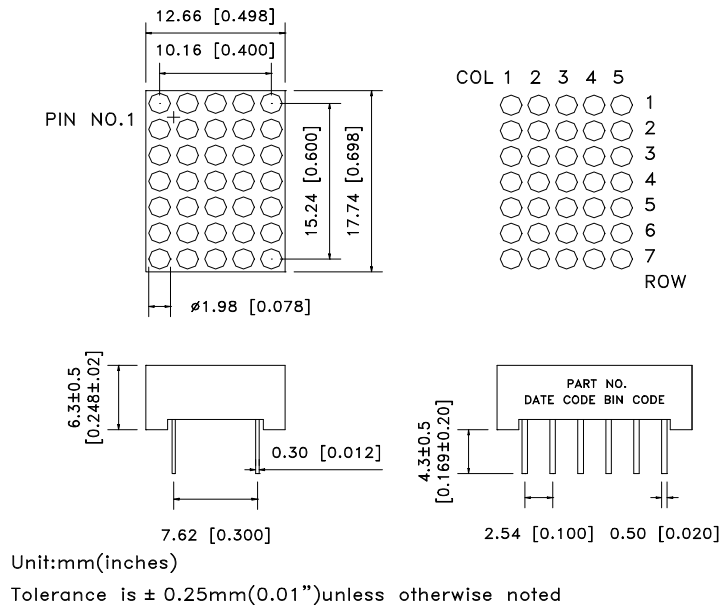 12.66 [0.498]
10.16 [0.400]
PIN NO.1
15.24 [0.600]
17.74 [0.698]
ø1.98 [0.078]
COL 1 2 3 4 5
1
2
3
4
5
6
7
ROW
6.3±0.5
[0.248±.02]
0.30 [0.012]
7.62 [0.300]
PART NO.
DATE CODE BIN CODE
4.3±0.5
[0.169±0.20]
2.54 [0.100]
0.50 [0.020]
Unit:mm(inches)
Tolerance is ± 0.25mm(0.01”)unless otherwise noted